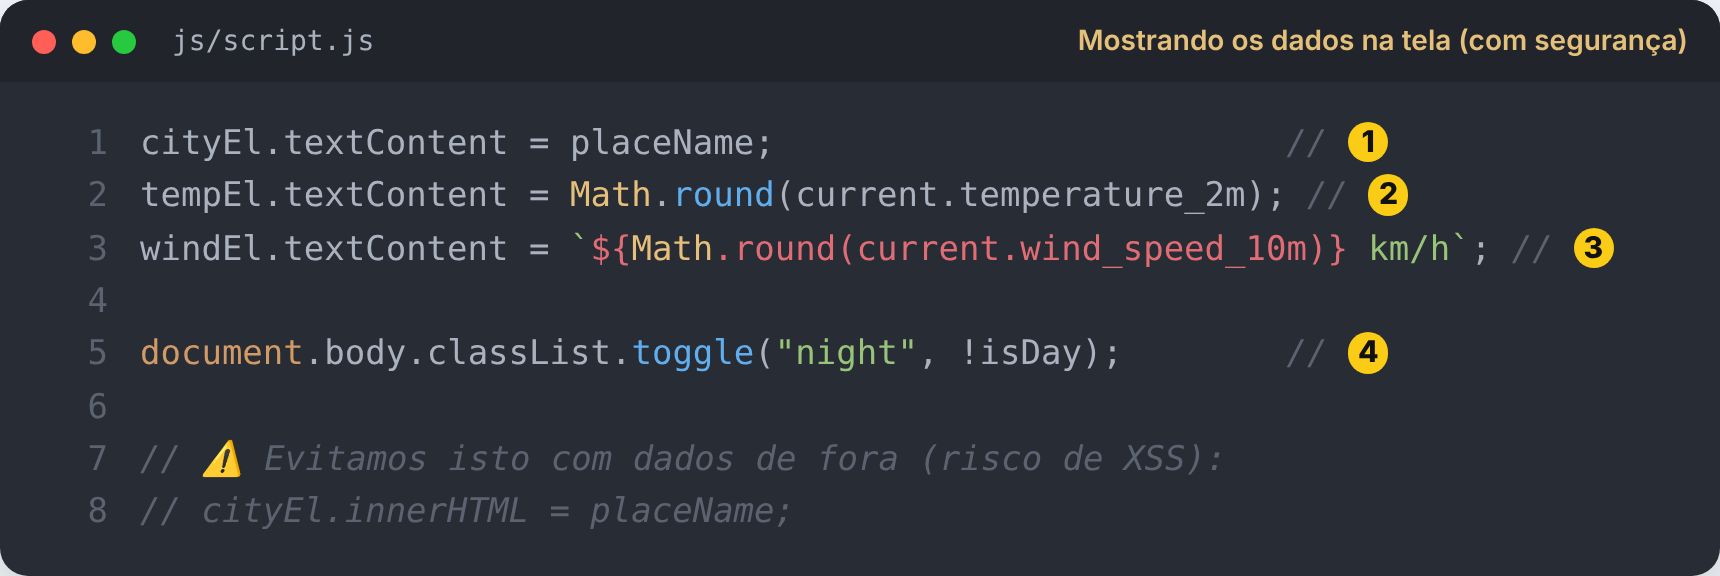 js/script.js
Mostrando os dados na tela (com segurança)
1 cityEl.textContent = placeName; // 1
2 tempEl.textContent = Math.round(current.temperature_2m); // 2
3 windEl.textContent = `${Math.round(current.wind_speed_10m)} km/h`; // 3
4
5 document.body.classList.toggle("night", !isDay); // 4
6
7 // ⚠️ Evitamos isto com dados de fora (risco de XSS):
8 // cityEl.innerHTML = placeName;